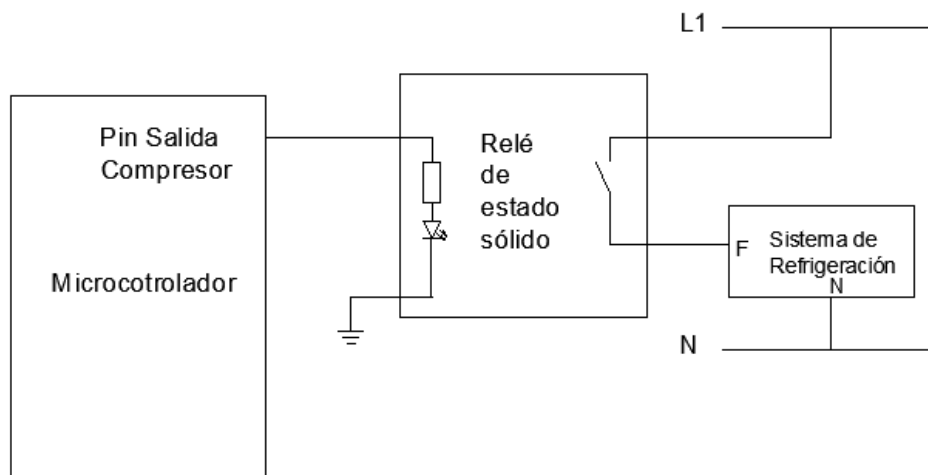 L1
Pin Salida
Compresor
Microcotrolador
Relé
de
estado
sólido
F
Sistema de
Refrigeración
N
N